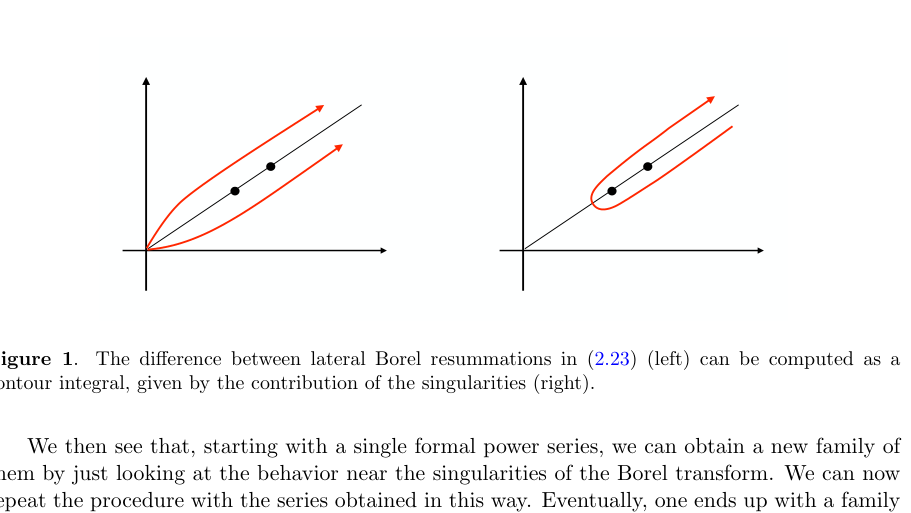 igure 1. The difference between lateral Borel resummations in (2.23) (left) can be computed as a
ontour integral, given by the contribution of the singularities (right).
We then see that, starting with a single formal power series, we can obtain a new family of
hem by just looking at the behavior near the singularities of the Borel transform. We can now
epeat the procedure with the series obtained in this way. Eventually, one ends up with a family